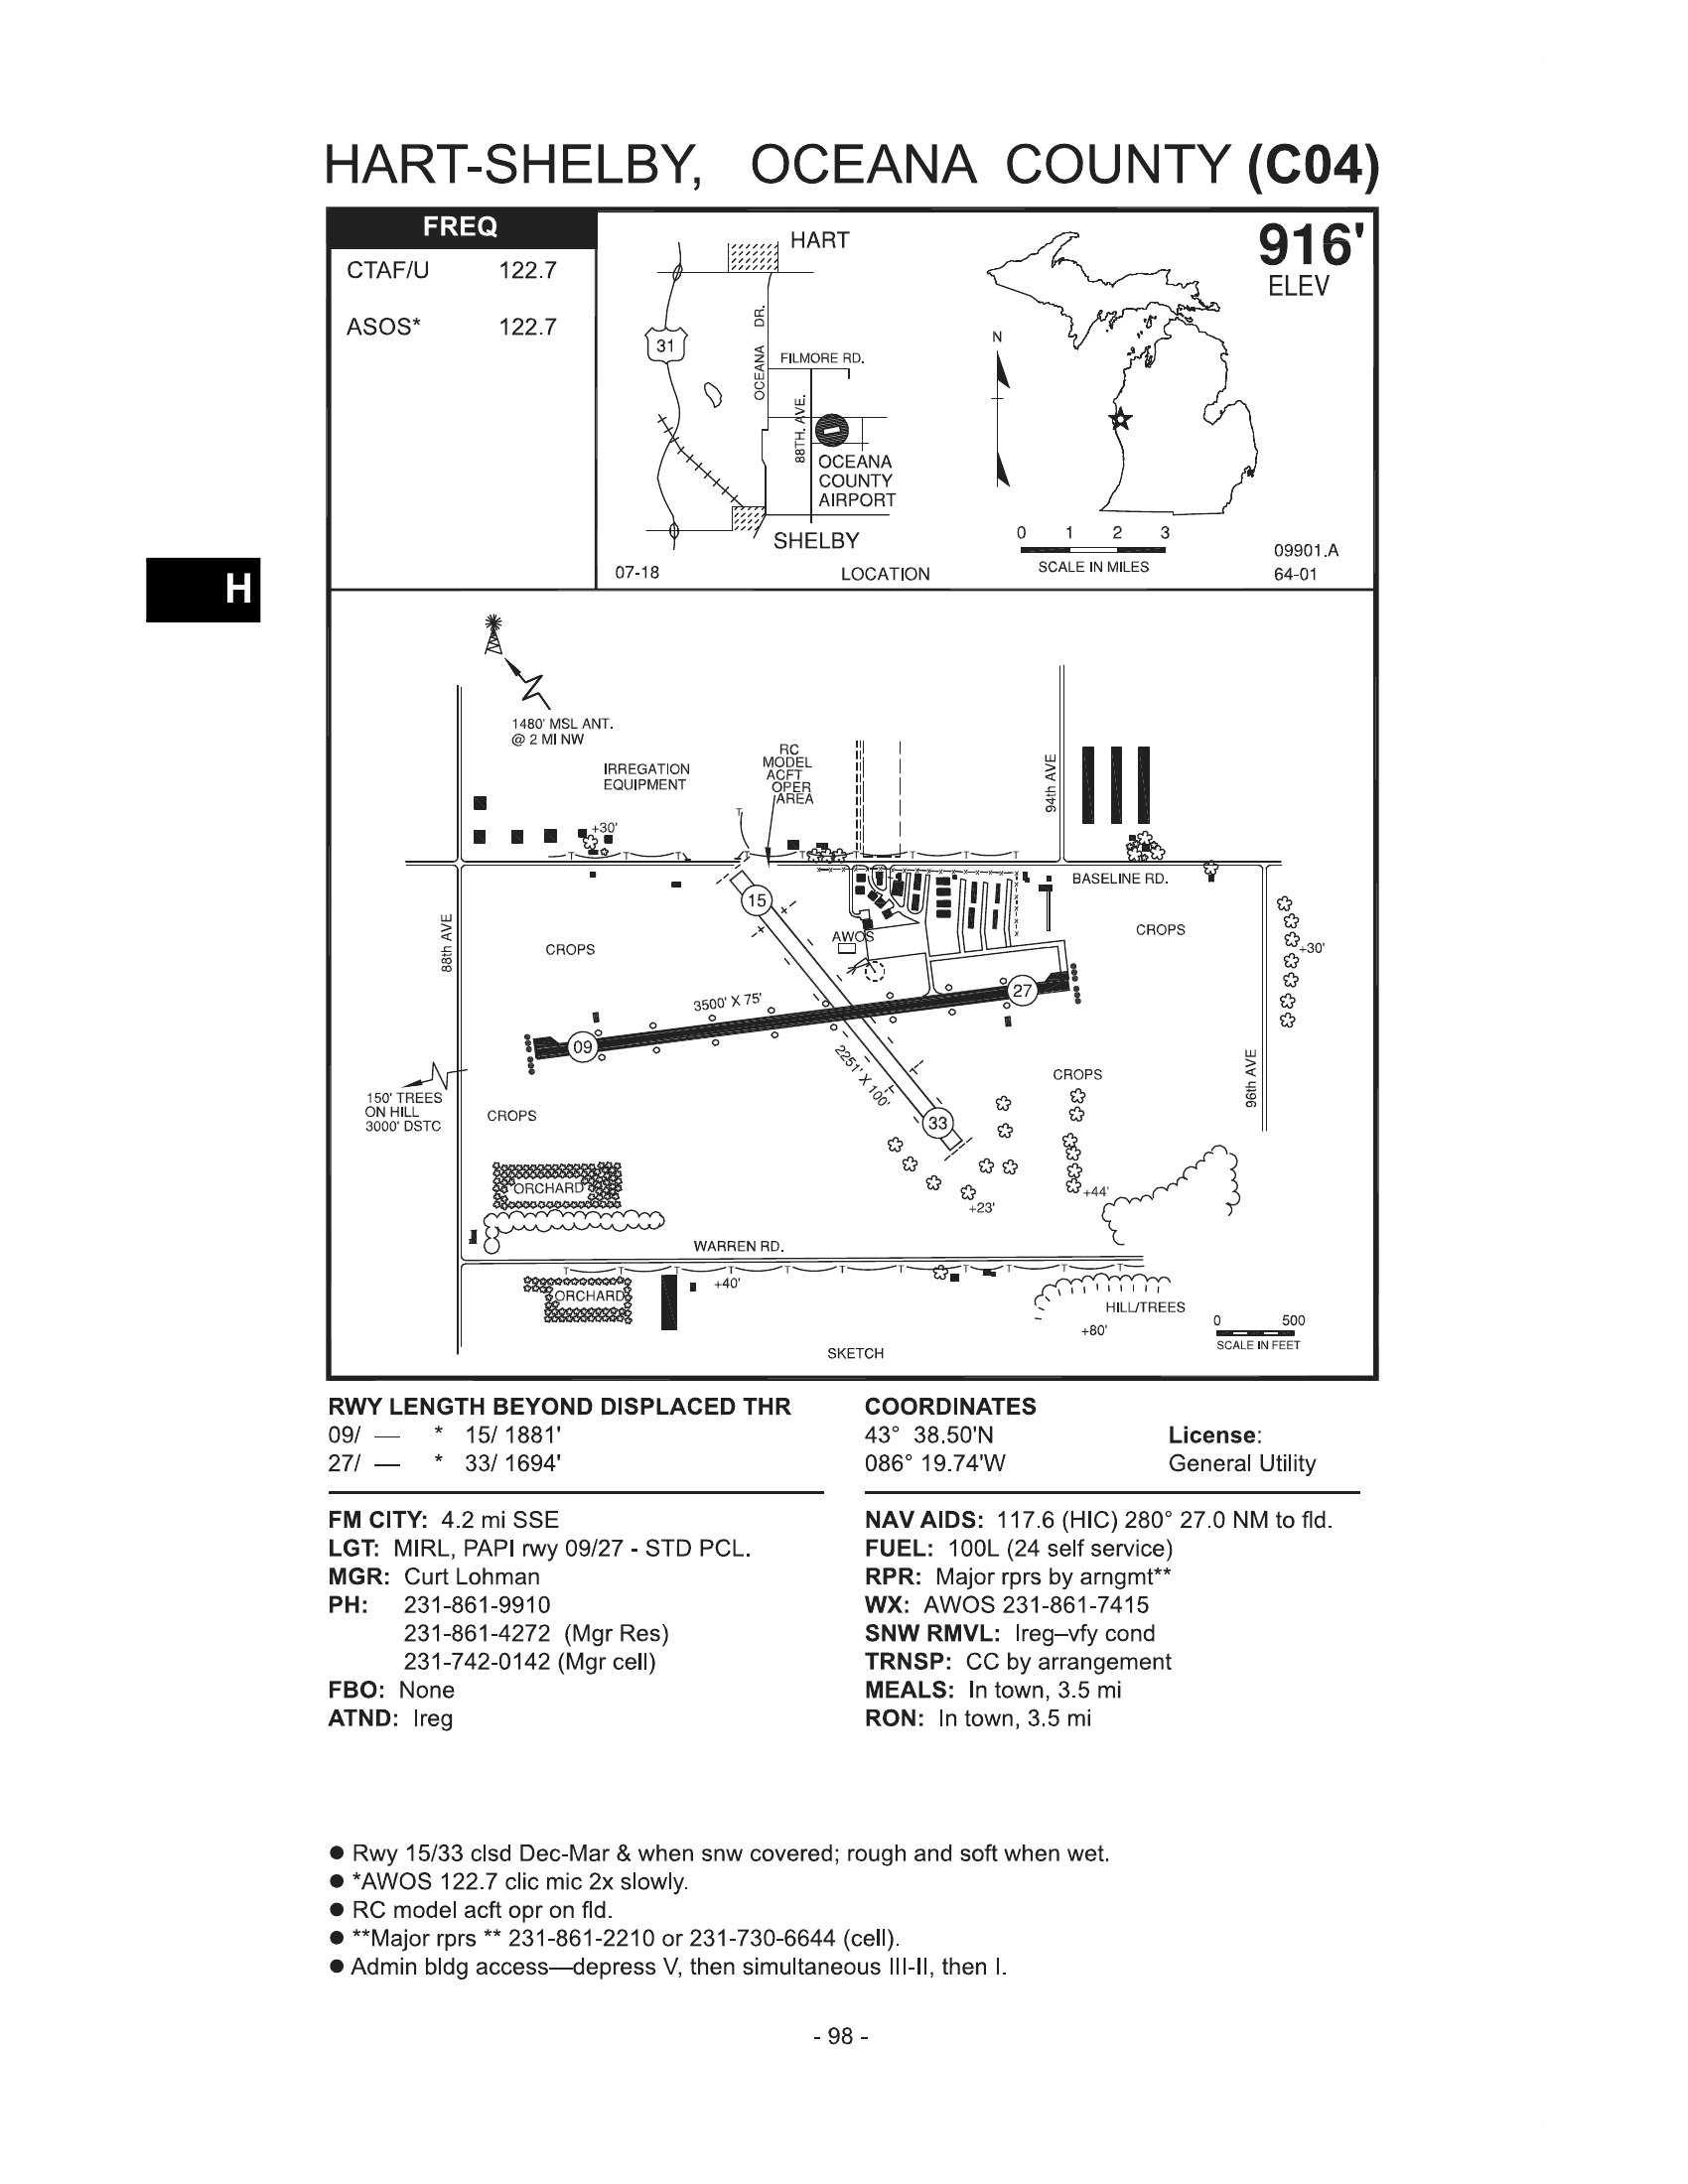 HART-SHELBY, OCEANA COUNTY (C04)
FREQ
CTAF/U 122.7
ASOS* 122.7
HART
31
OCEANA DR.
FILMORE RD.
88TH. AVE.
OCEANA
COUNTY
AIRPORT
SHELBY
07-18
LOCATION
N
916'
ELEV
0 1 2 3
SCALE IN MILES
09901.A
64-01
H
1480' MSL ANT.
@ 2 MI NW
IRREGATION
EQUIPMENT
RC
MODEL
ACFT
OPER
AREA
94th AVE
+30'
T
T T T T T T T T
BASELINE RD.
15
88th AVE
CROPS
AWOS
CROPS
+30'
3500' X 75'
27
09
2251' X 100'
CROPS
96th AVE
150' TREES
ON HILL
3000' DSTC
CROPS
33
ORCHARD
+23'
+44'
WARREN RD.
T T T T T T T T T T T
ORCHARD
+40'
HILL/TREES
+80'
0 500
SCALE IN FEET
SKETCH
RWY LENGTH BEYOND DISPLACED THR
09/ — * 15/ 1881'
27/ — * 33/ 1694'
COORDINATES
43° 38.50'N
086° 19.74'W
License:
General Utility
FM CITY: 4.2 mi SSE
LGT: MIRL, PAPI rwy 09/27 - STD PCL.
MGR: Curt Lohman
PH: 231-861-9910
231-861-4272 (Mgr Res)
231-742-0142 (Mgr cell)
FBO: None
ATND: Ireg
NAV AIDS: 117.6 (HIC) 280° 27.0 NM to fld.
FUEL: 100L (24 self service)
RPR: Major rprs by arngmt**
WX: AWOS 231-861-7415
SNW RMVL: Ireg–vfy cond
TRNSP: CC by arrangement
MEALS: In town, 3.5 mi
RON: In town, 3.5 mi
● Rwy 15/33 clsd Dec-Mar & when snw covered; rough and soft when wet.
● *AWOS 122.7 clic mic 2x slowly.
● RC model acft opr on fld.
● **Major rprs ** 231-861-2210 or 231-730-6644 (cell).
● Admin bldg access—depress V, then simultaneous III-II, then I.
- 98 -